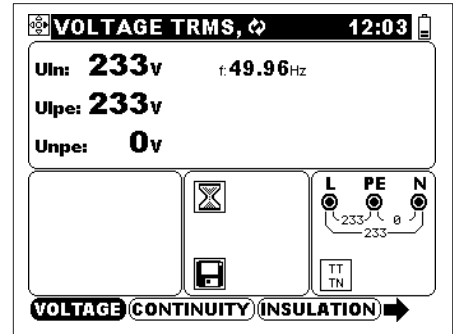 VOLTAGE TRMS, 12:03
Uln: 233V f: 49.96Hz
Ulpe: 233V
Unpe: 0V
L PE N
233 0
233
TT
TN
VOLTAGE CONTINUITY INSULATION